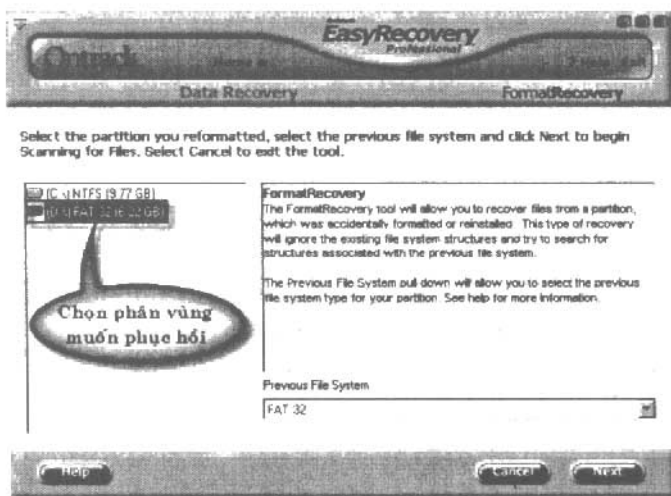 Ontrack
EasyRecovery
Professional
Data Recovery
FormatRecovery
Select the partition you reformatted, select the previous file system and click Next to begin
Scanning for Files. Select Cancel to exit the tool.
(C:\) NTFS (9.77 GB)
(D:\) FAT 32
Chọn phân vùng
muốn phục hồi
FormatRecovery
The FormatRecovery tool will allow you to recover files from a partition,
which was accidentally formatted or reinstalled. This type of recovery
will ignore the existing file system structures and try to search for
structures associated with the previous file system.
The Previous File System pull down will allow you to select the previous
file system type for your partition. See help for more information.
Previous File System
FAT 32
Help
Cancel
Next